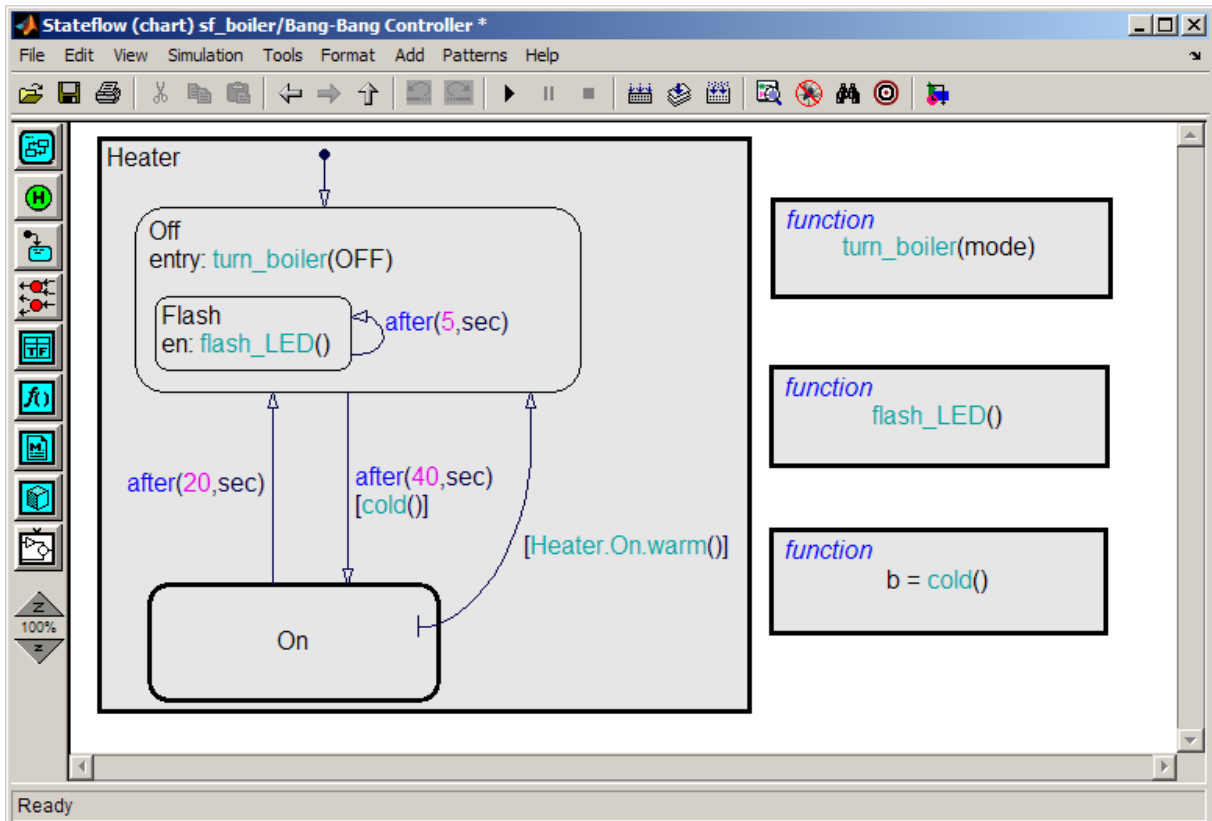 Stateflow (chart) sf_boiler/Bang-Bang Controller *
File Edit View Simulation Tools Format Add Patterns Help
Heater
Off
entry: turn_boiler(OFF)
Flash
en: flash_LED()
after(5,sec)
after(20,sec)
after(40,sec)
[cold()]
[Heater.On.warm()]
On
function
turn_boiler(mode)
function
flash_LED()
function
b = cold()
H
TF
f()
M
Z
100%
z
Ready